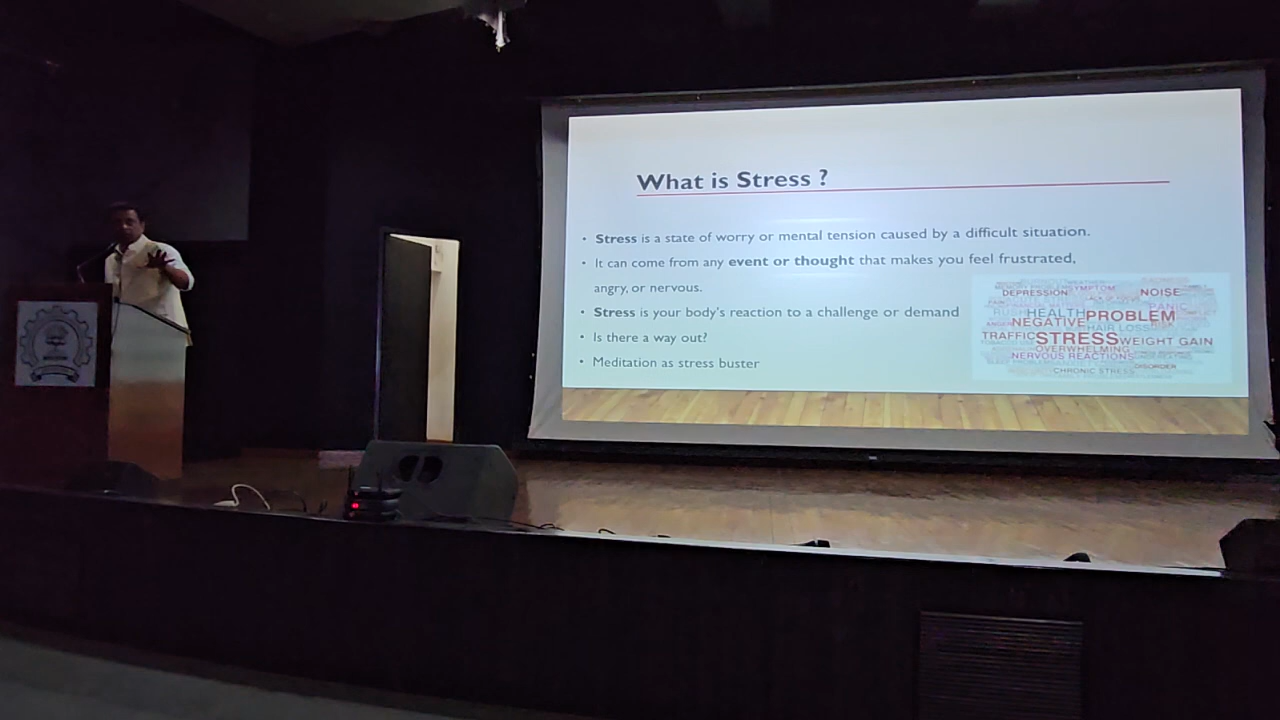 What is Stress ?
• Stress is a state of worry or mental tension caused by a difficult situation.
• It can come from any event or thought that makes you feel frustrated,
angry, or nervous.
• Stress is your body's reaction to a challenge or demand
• Is there a way out?
• Meditation as stress buster
SYMPTOM
DEPRESSION NOISE
PANIC
HEALTH PROBLEM
NEGATIVE HAIR LOSS
TRAFFIC STRESS WEIGHT GAIN
OVERWHELMING
NERVOUS REACTIONS
DISORDER
CHRONIC STRESS